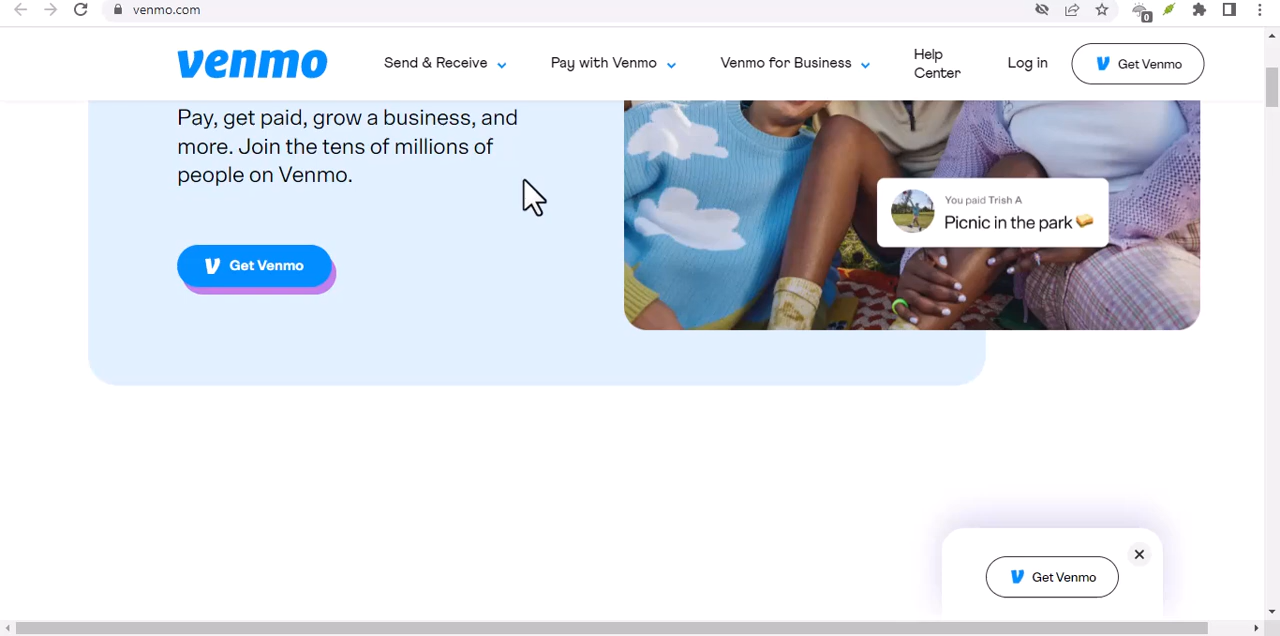 venmo.com
0
venmo
Send & Receive
Pay with Venmo
Venmo for Business
Help
Center
Log in
Get Venmo
Pay, get paid, grow a business, and
more. Join the tens of millions of
people on Venmo.
Get Venmo
You paid Trish A
Picnic in the park
Get Venmo